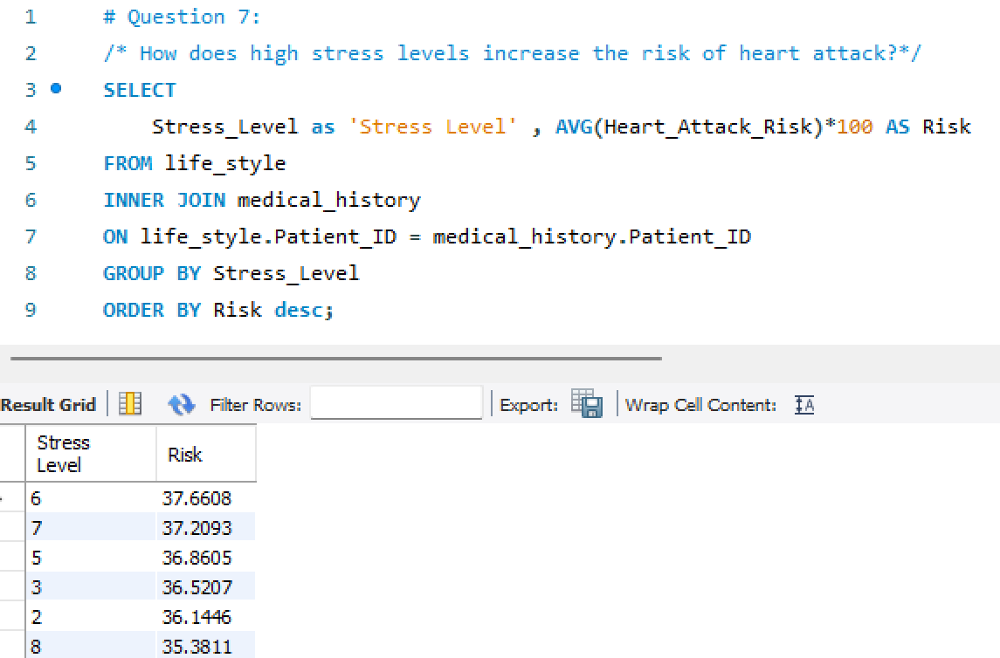 1 # Question 7:
2 /* How does high stress levels increase the risk of heart attack?*/
3 SELECT
4 Stress_Level as 'Stress Level' , AVG(Heart_Attack_Risk)*100 AS Risk
5 FROM life_style
6 INNER JOIN medical_history
7 ON life_style.Patient_ID = medical_history.Patient_ID
8 GROUP BY Stress_Level
9 ORDER BY Risk desc;
Result Grid Filter Rows: Export: Wrap Cell Content: IA
Stress Level Risk
6 37.6608
7 37.2093
5 36.8605
3 36.5207
2 36.1446
8 35.3811